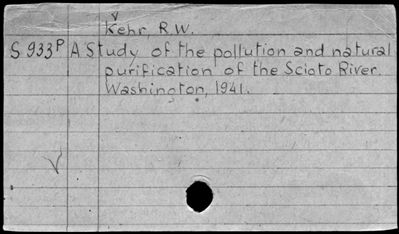 Kehr, R.W.
S 933P A Study of the pollution and natural
purification of the Scioto River.
Washington, 1941.